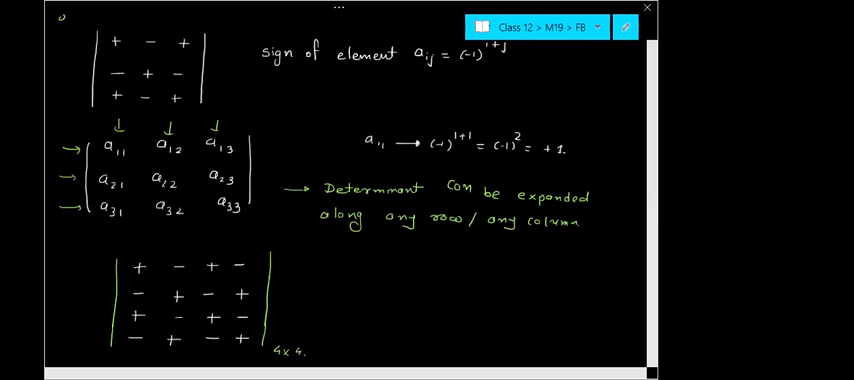 Class 12 > M19 > FB
+ - +
sign of element aij = (-1)^i+j
- + -
+ - +
a11 a12 a13
a11 → (-1)^1+1 = (-1)^2 = +1.
a21 a22 a23
→ Determinant can be expanded
a31 a32 a33
along any row / any column
+ - + -
- + - +
+ - + -
- + - +
4x4.